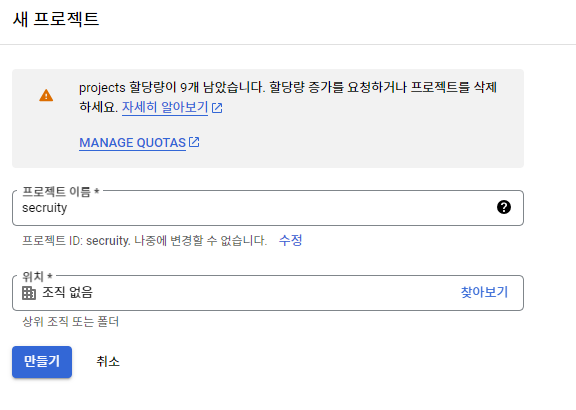 새 프로젝트
projects 할당량이 9개 남았습니다. 할당량 증가를 요청하거나 프로젝트를 삭제
하세요. 자세히 알아보기
MANAGE QUOTAS
프로젝트 이름 *
secruity
프로젝트 ID: secruity. 나중에 변경할 수 없습니다. 수정
위치 *
조직 없음 찾아보기
상위 조직 또는 폴더
만들기 취소